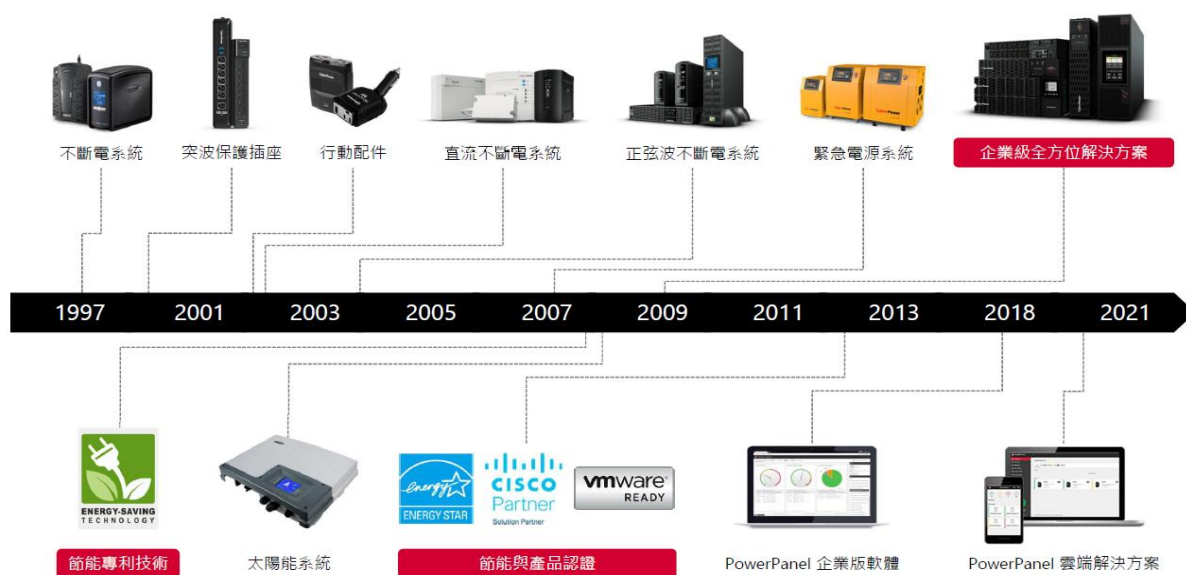 不斷電系統
突波保護插座
行動配件
直流不斷電系統
正弦波不斷電系統
緊急電源系統
企業級全方位解決方案
1997 2001 2003 2005 2007 2009 2011 2013 2018 2021
ENERGY-SAVING
TECHNOLOGY
energy
ENERGY STAR
CISCO
Partner
Solution Partner
vmware®
READY
節能專利技術
太陽能系統
節能與產品認證
PowerPanel 企業版軟體
PowerPanel 雲端解決方案